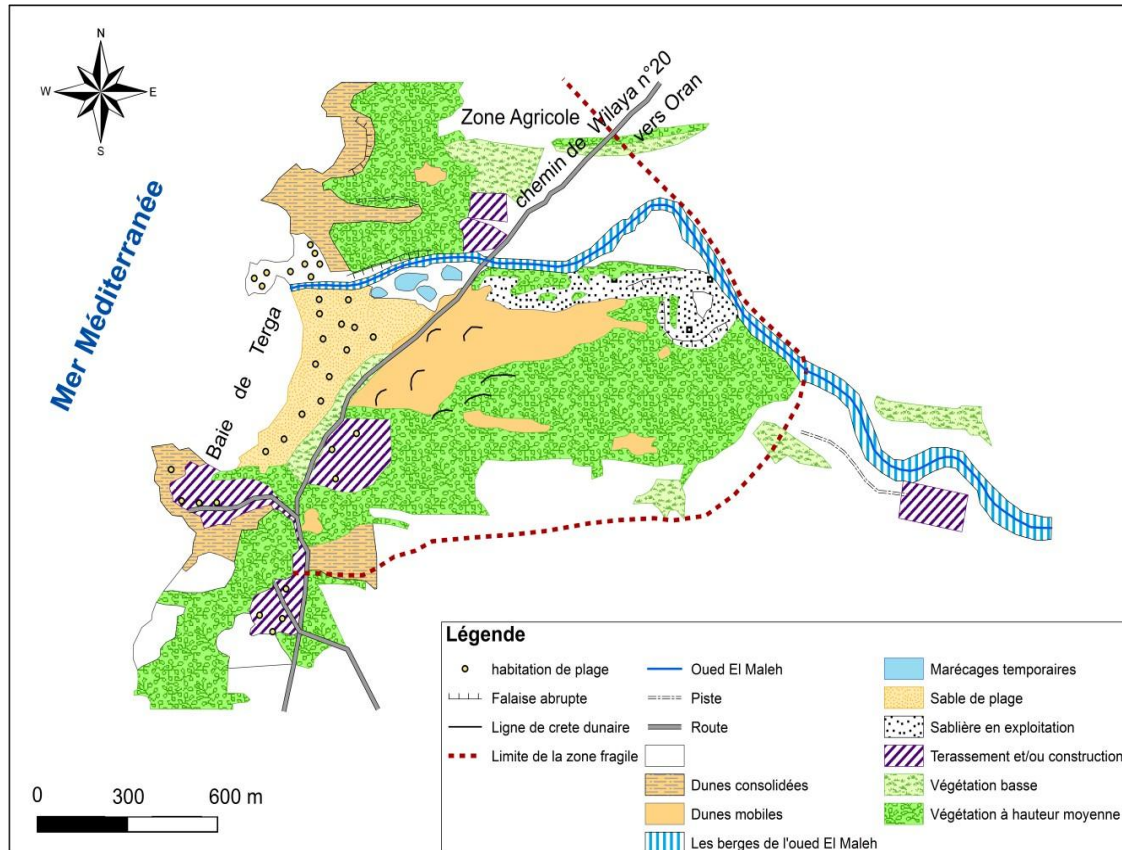 N
W
E
S
Mer Méditerranée
Baie de Terga
Zone Agricole
chemin de Wilaya n°20
vers Oran
Légende
habitation de plage
Falaise abrupte
Ligne de crete dunaire
Limite de la zone fragile
Oued El Maleh
Piste
Route
Dunes consolidées
Dunes mobiles
Les berges de l'oued El Maleh
Marécages temporaires
Sable de plage
Sablière en exploitation
Terassement et/ou construction
Végétation basse
Végétation à hauteur moyenne
0 300 600 m